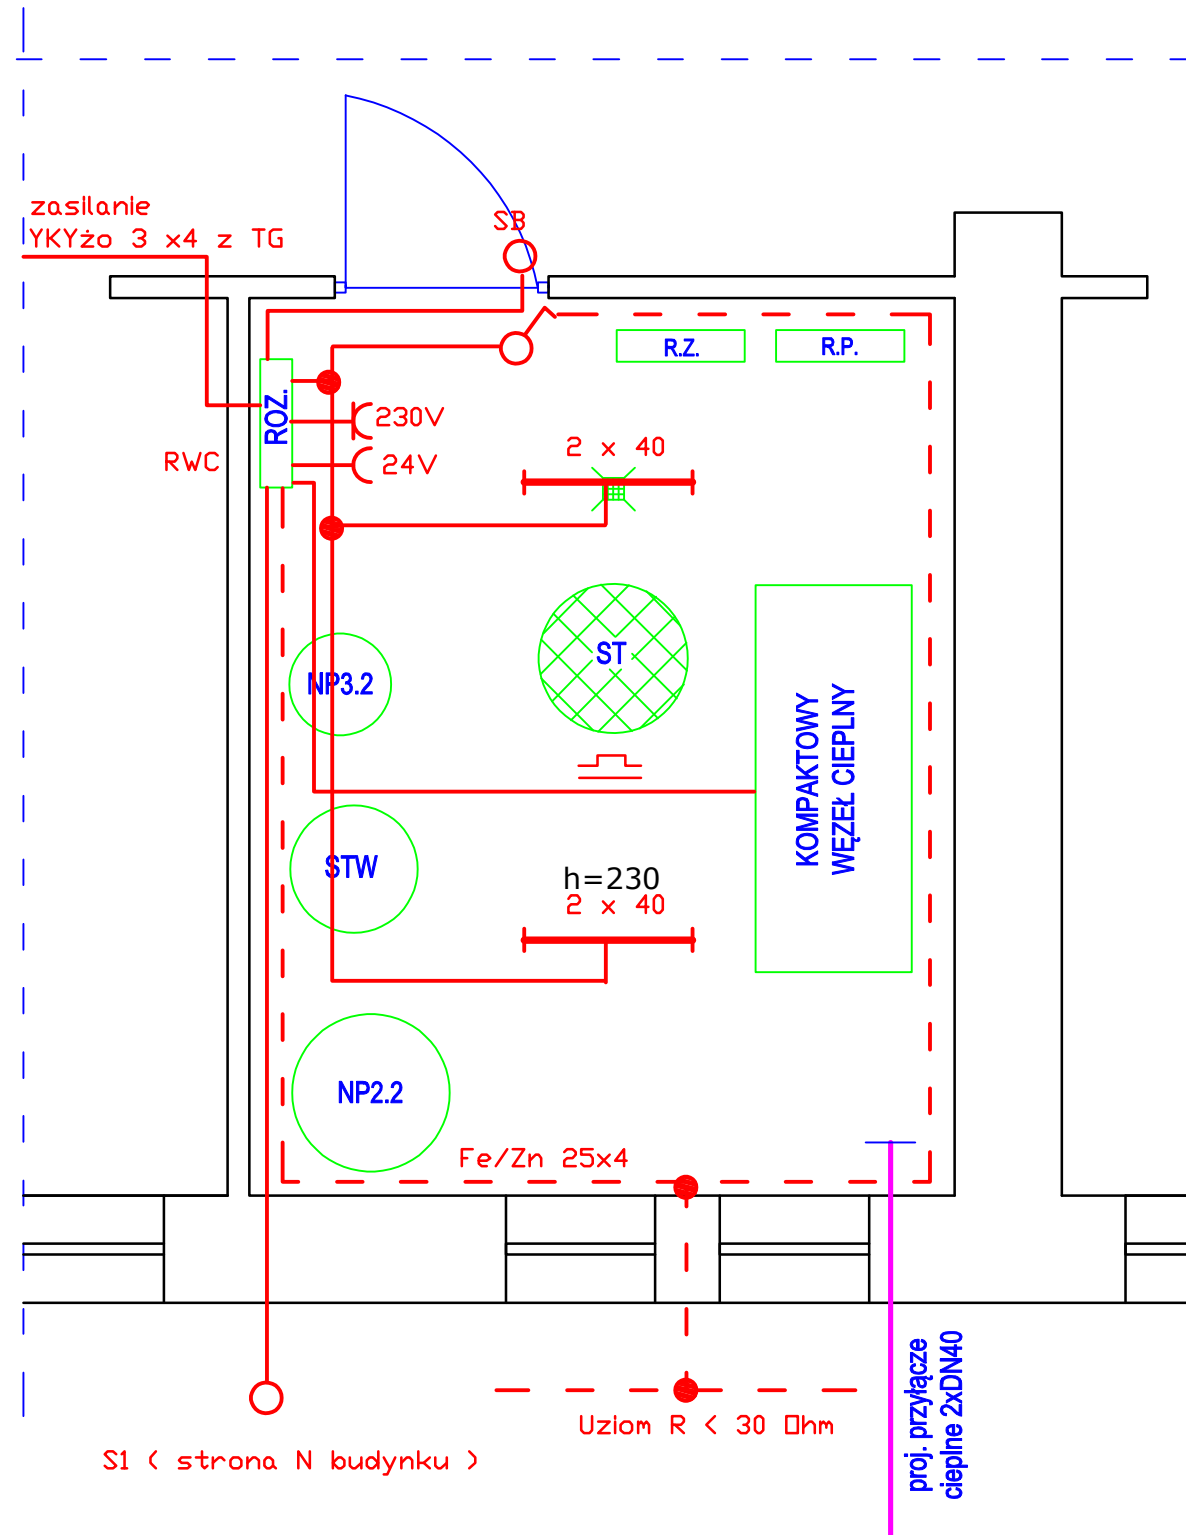 zasilanie
YKYżo 3 x4 z TG
SB
R.Z.
R.P.
ROZ.
230V
24V
RWC
2 x 40
ST
NP3.2
KOMPAKTOWY
WĘZEŁ CIEPLNY
STW
h=230
2 x 40
NP2.2
Fe/Zn 25x4
proj. przyłącze
cieplne 2xDN40
Uziom R < 30 Ohm
S1 ( strona N budynku )